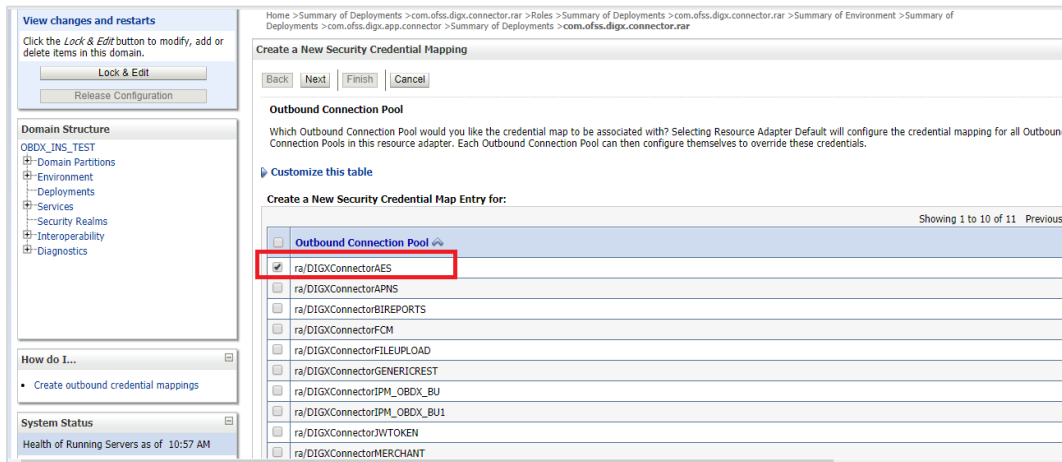 View changes and restarts
Click the Lock & Edit button to modify, add or
delete items in this domain.
Lock & Edit
Release Configuration
Domain Structure
OBDX_INS_TEST
Domain Partitions
Environment
Deployments
Services
Security Realms
Interoperability
Diagnostics
How do I...
Create outbound credential mappings
System Status
Health of Running Servers as of 10:57 AM
Home >Summary of Deployments >com.ofss.digx.connector.rar >Roles >Summary of Deployments >com.ofss.digx.connector.rar >Summary of Environment >Summary of
Deployments >com.ofss.digx.app.connector >Summary of Deployments >com.ofss.digx.connector.rar
Create a New Security Credential Mapping
Back Next Finish Cancel
Outbound Connection Pool
Which Outbound Connection Pool would you like the credential map to be associated with? Selecting Resource Adapter Default will configure the credential mapping for all Outboun
Connection Pools in this resource adapter. Each Outbound Connection Pool can then configure themselves to override these credentials.
Customize this table
Create a New Security Credential Map Entry for:
Showing 1 to 10 of 11 Previous
Outbound Connection Pool
ra/DIGXConnectorAES
ra/DIGXConnectorAPNS
ra/DIGXConnectorBIREPORTS
ra/DIGXConnectorFCM
ra/DIGXConnectorFILEUPLOAD
ra/DIGXConnectorGENERICREST
ra/DIGXConnectorIPM_OBDX_BU
ra/DIGXConnectorIPM_OBDX_BU1
ra/DIGXConnectorJWTOKEN
ra/DIGXConnectorMERCHANT